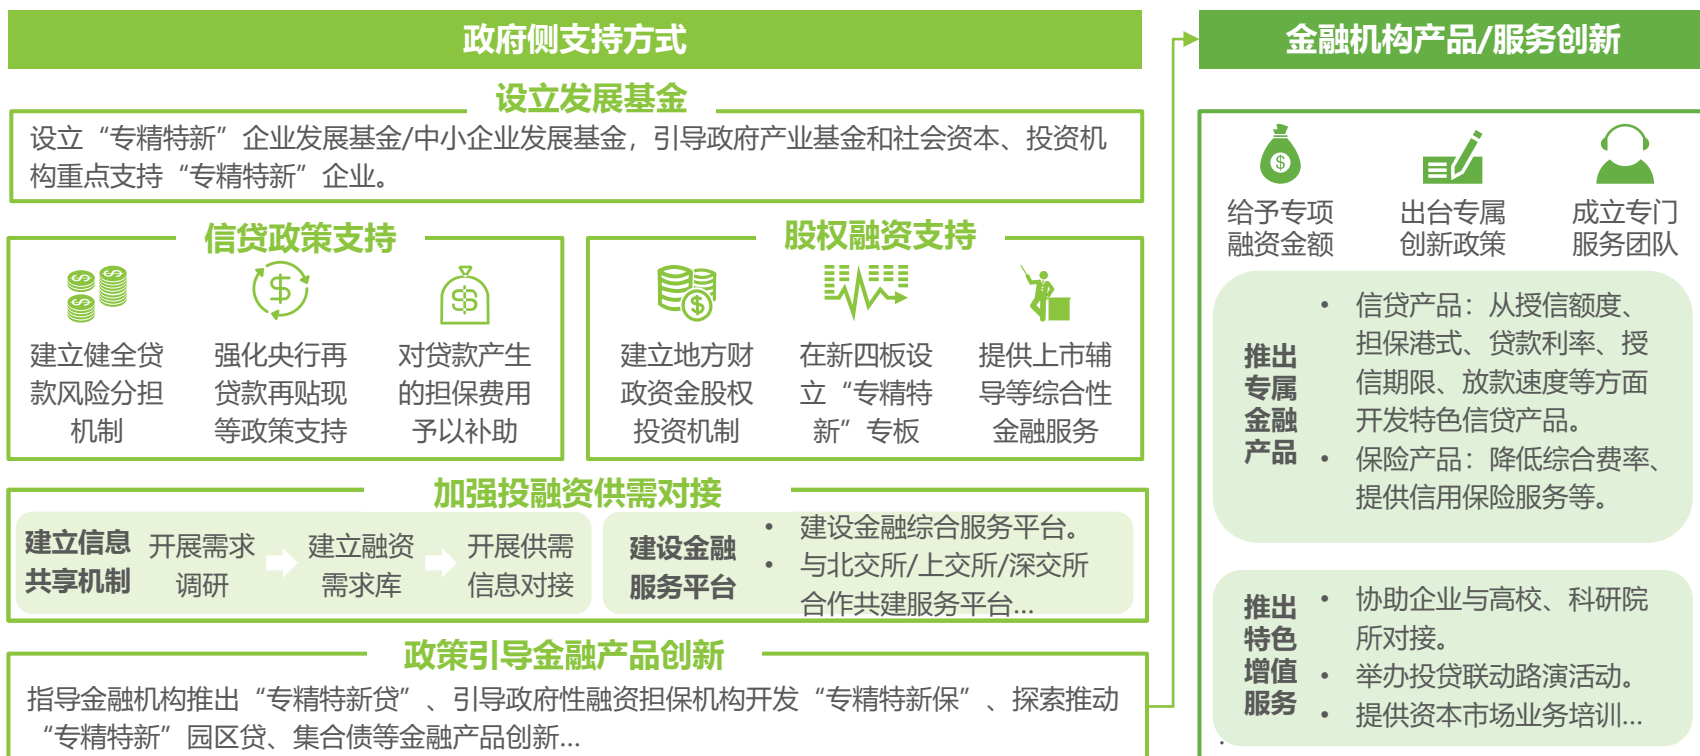 政府侧支持方式
设立发展基金
设立“专精特新”企业发展基金/中小企业发展基金，引导政府产业基金和社会资本、投资机
构重点支持“专精特新”企业。
信贷政策支持
建立健全贷
款风险分担
机制
强化央行再
贷款再贴现
等政策支持
对贷款产生
的担保费用
予以补助
股权融资支持
建立地方财
政资金股权
投资机制
在新四板设
立“专精特
新”专板
提供上市辅
导等综合性
金融服务
加强投融资供需对接
建立信息
共享机制
开展需求
调研
建立融资
需求库
开展供需
信息对接
建设金融
服务平台
• 建设金融综合服务平台。
• 与北交所/上交所/深交所
合作共建服务平台…
政策引导金融产品创新
指导金融机构推出“专精特新贷”、引导政府性融资担保机构开发“专精特新保”、探索推动
“专精特新”园区贷、集合债等金融产品创新…
金融机构产品/服务创新
给予专项
融资金额
出台专属
创新政策
成立专门
服务团队
推出
专属
金融
产品
• 信贷产品：从授信额度、
担保港式、贷款利率、授
信期限、放款速度等方面
开发特色信贷产品。
• 保险产品：降低综合费率、
提供信用保险服务等。
推出
特色
增值
服务
• 协助企业与高校、科研院
所对接。
• 举办投贷联动路演活动。
• 提供资本市场业务培训…
.